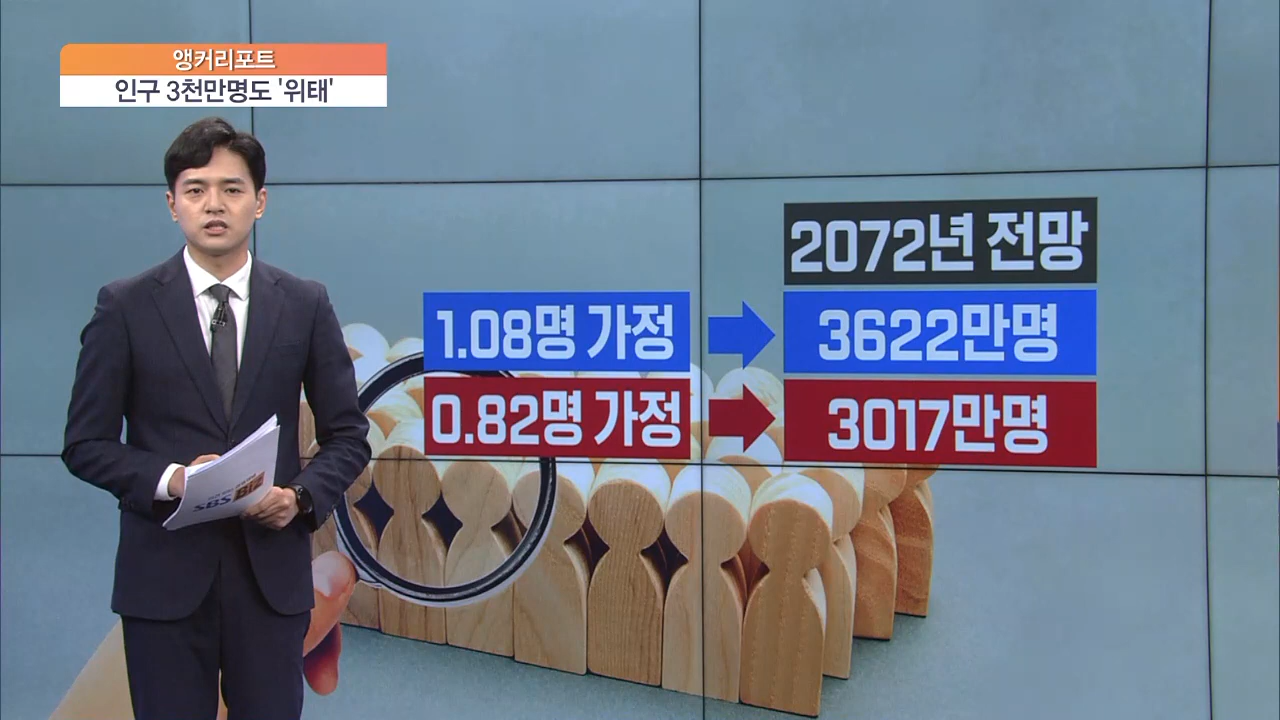 앵커리포트
인구 3천만명도 '위태'
2072년 전망
1.08명 가정
3622만명
0.82명 가정
3017만명
SBS Biz